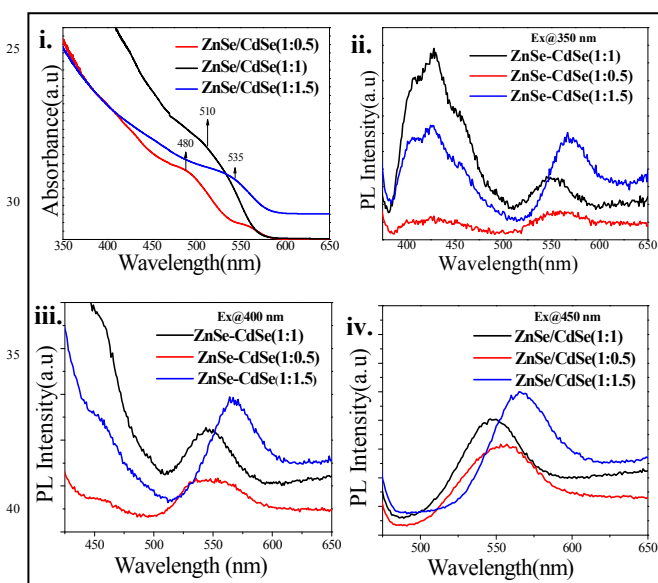 25
30
35
40
i.
ZnSe/CdSe(1:0.5)
ZnSe/CdSe(1:1)
ZnSe/CdSe(1:1.5)
510
480
535
Absorbance(a.u)
350 400 450 500 550 600 650
Wavelength(nm)
ii.
Ex@350 nm
ZnSe-CdSe(1:1)
ZnSe-CdSe(1:0.5)
ZnSe-CdSe(1:1.5)
PL Intensity(a.u)
400 450 500 550 600 650
Wavelength(nm)
iii.
Ex@400 nm
ZnSe-CdSe(1:1)
ZnSe-CdSe(1:0.5)
ZnSe-CdSe(1:1.5)
PL Intensity(a.u)
450 500 550 600 650
Wavelength (nm)
iv.
Ex@450 nm
ZnSe/CdSe(1:1)
ZnSe/CdSe(1:0.5)
ZnSe/CdSe(1:1.5)
PL Intensity(a.u)
500 550 600 650
Wavelength(nm)